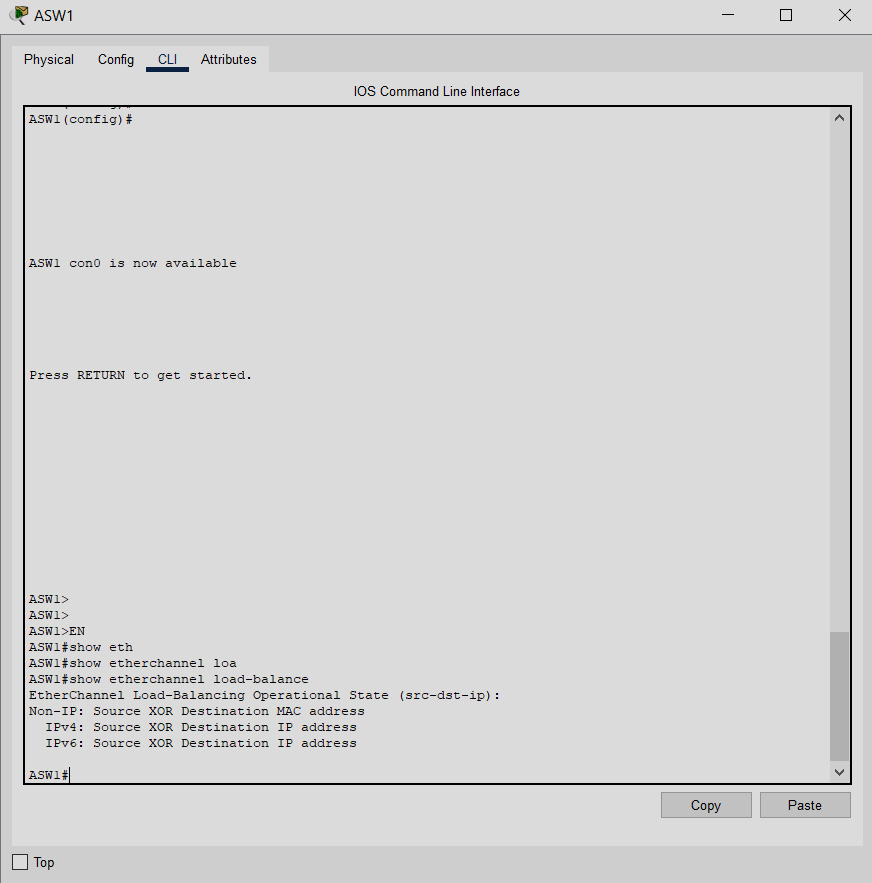 ASW1
Physical Config CLI Attributes
IOS Command Line Interface
ASW1(config)#
ASW1 con0 is now available
Press RETURN to get started.
ASW1>
ASW1>
ASW1>EN
ASW1#show eth
ASW1#show etherchannel loa
ASW1#show etherchannel load-balance
EtherChannel Load-Balancing Operational State (src-dst-ip):
Non-IP: Source XOR Destination MAC address
IPv4: Source XOR Destination IP address
IPv6: Source XOR Destination IP address
ASW1#
Copy Paste
Top